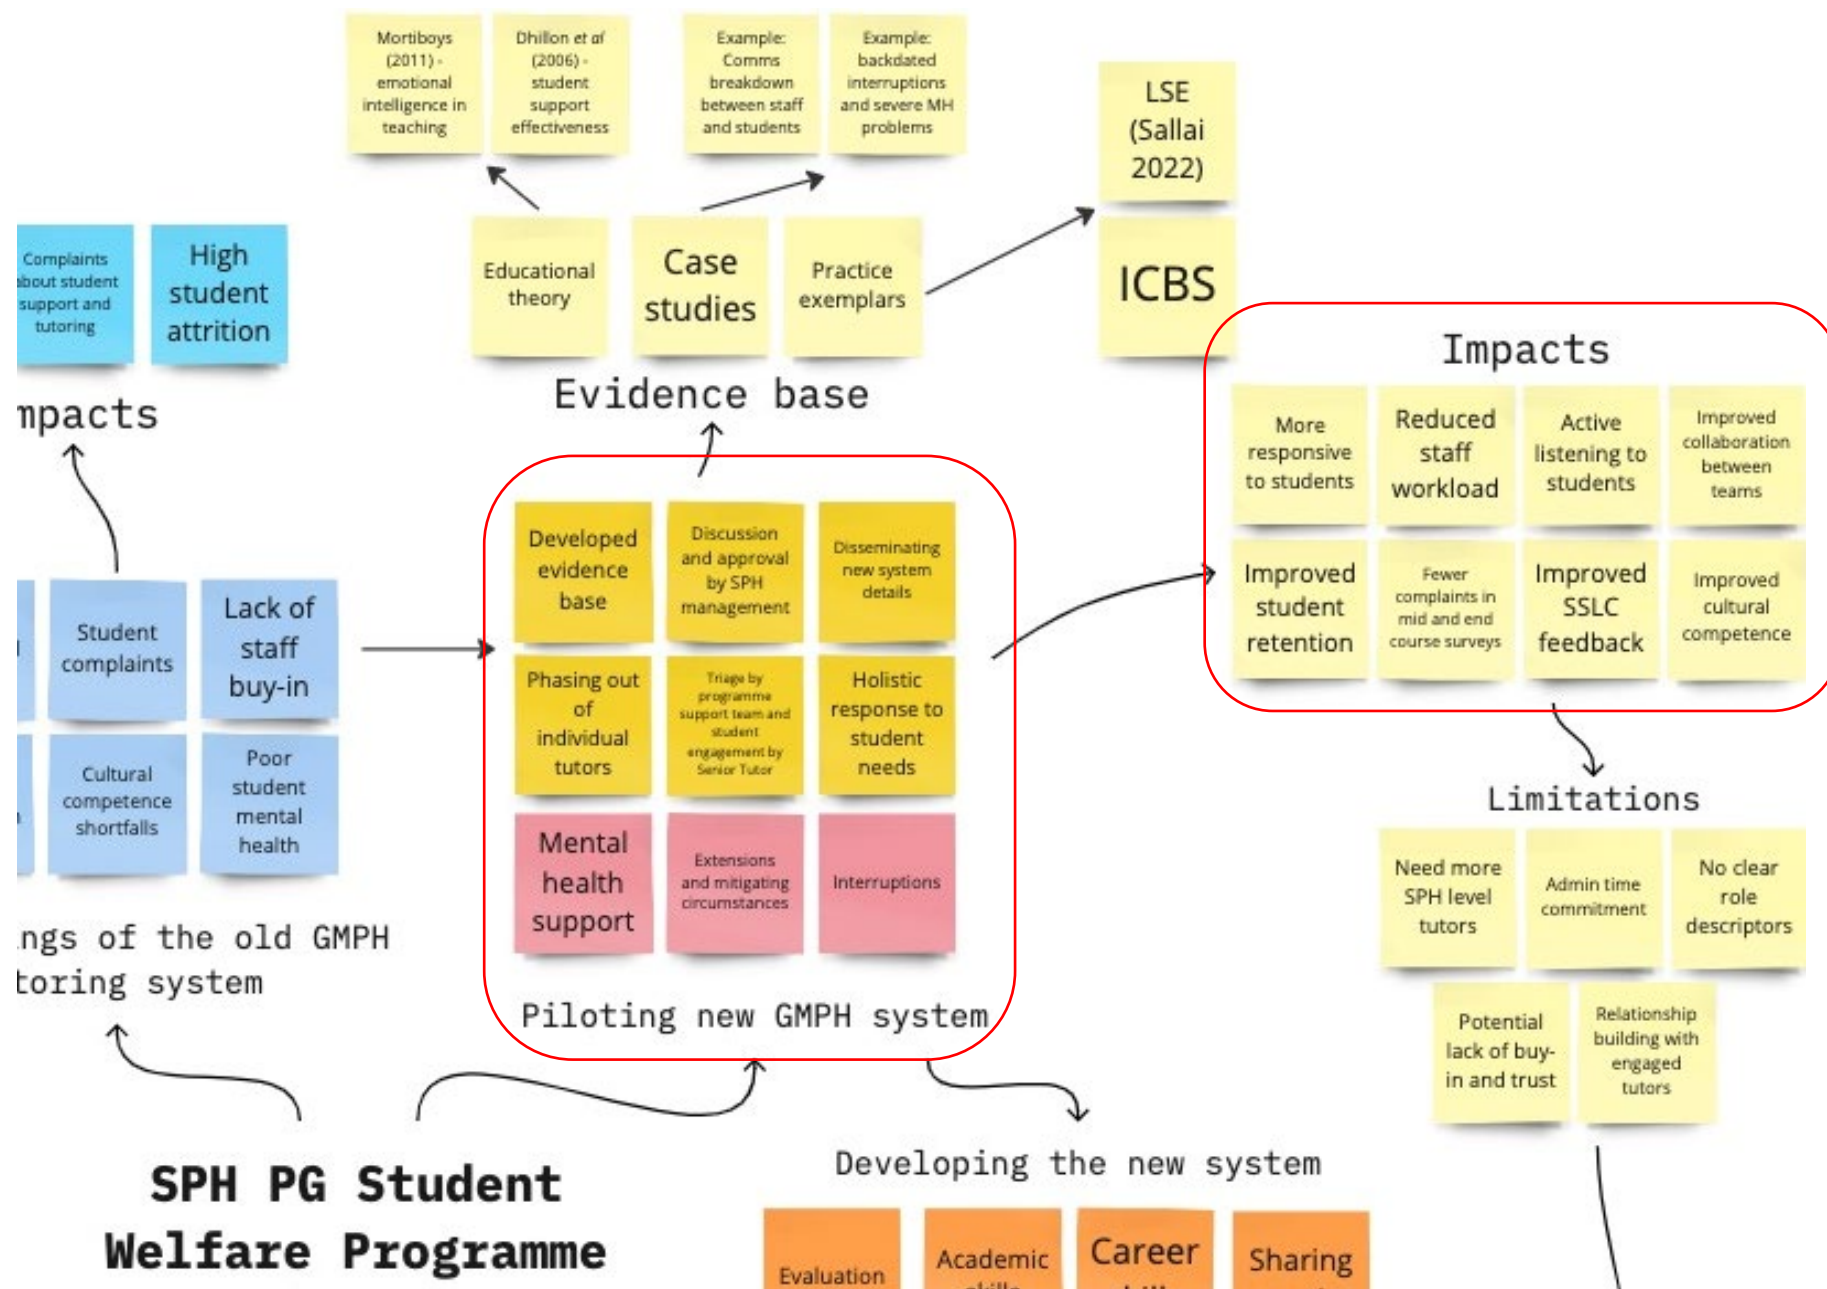 Mortiboys
(2011) -
emotional
intelligence in
teaching
Dhillon et al
(2006) -
student
support
effectiveness
Example:
Comms
breakdown
between staff
and students
Example:
backdated
interruptions
and severe MH
problems
LSE
(Sallai
2022)
ICBS
Complaints
about student
support and
tutoring
High
student
attrition
mpacts
Educational
theory
Case
studies
Practice
exemplars
Evidence base
Impacts
More
responsive
to students
Reduced
staff
workload
Active
listening to
students
Improved
collaboration
between
teams
Improved
student
retention
Fewer
complaints in
mid and end
course surveys
Improved
SSLC
feedback
Improved
cultural
competence
Student
complaints
Lack of
staff
buy-in
Cultural
competence
shortfalls
Poor
student
mental
health
ings of the old GMPH
toring system
Developed
evidence
base
Discussion
and approval
by SPH
management
Disseminating
new system
details
Phasing out
of
individual
tutors
Triage by
programme
support team and
student
engagement by
Senior Tutor
Holistic
response to
student
needs
Mental
health
support
Extensions
and mitigating
circumstances
Interruptions
Piloting new GMPH system
Limitations
Need more
SPH level
tutors
Admin time
commitment
No clear
role
descriptors
Potential
lack of buy-
in and trust
Relationship
building with
engaged
tutors
SPH PG Student
Welfare Programme
Developing the new system
Evaluation
Academic
Career
Sharing